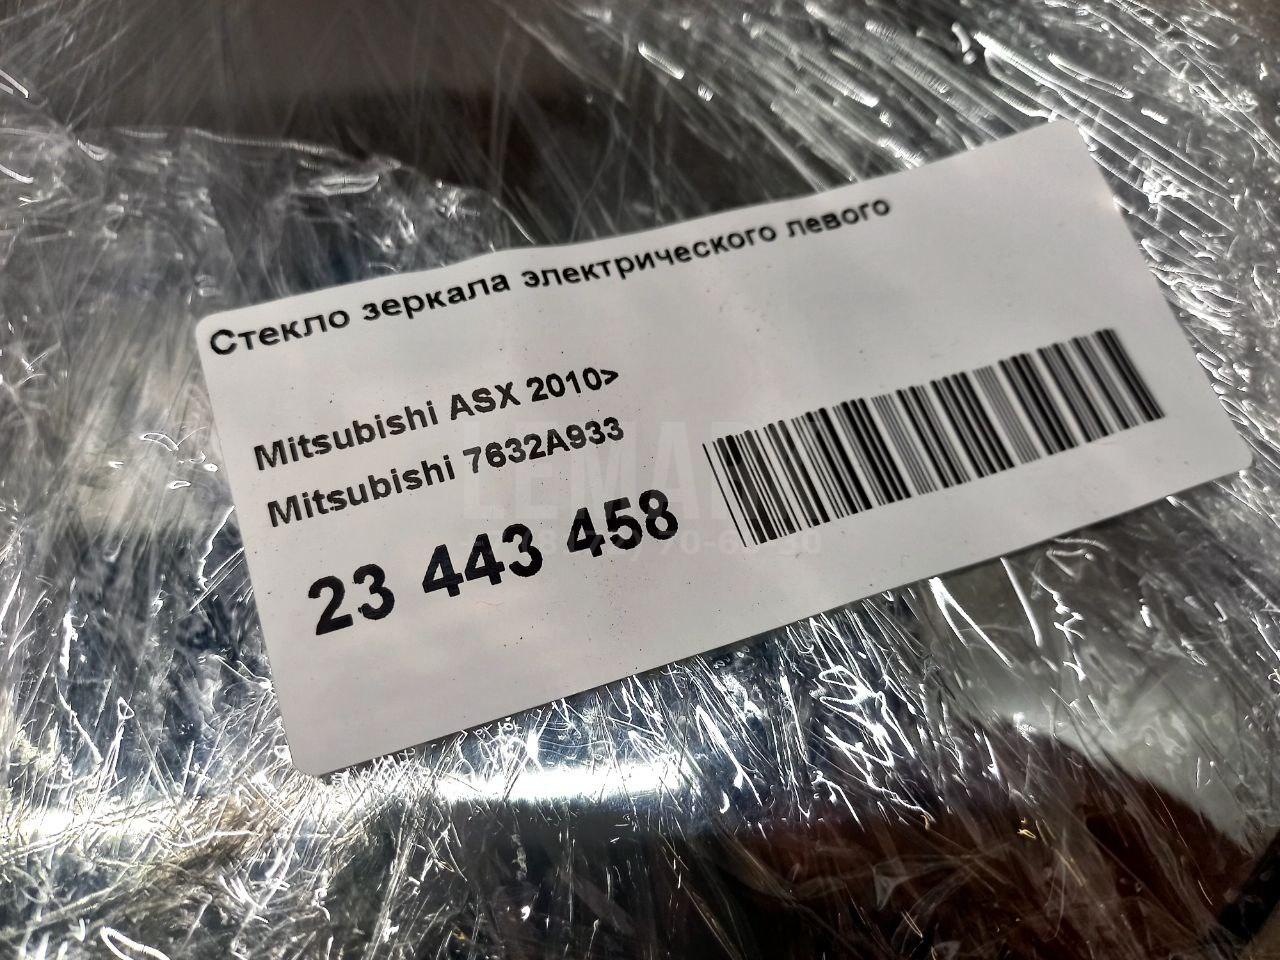 Стекло зеркала электрического левого
Mitsubishi ASX 2010>
Mitsubishi 7632A933
23 443 458